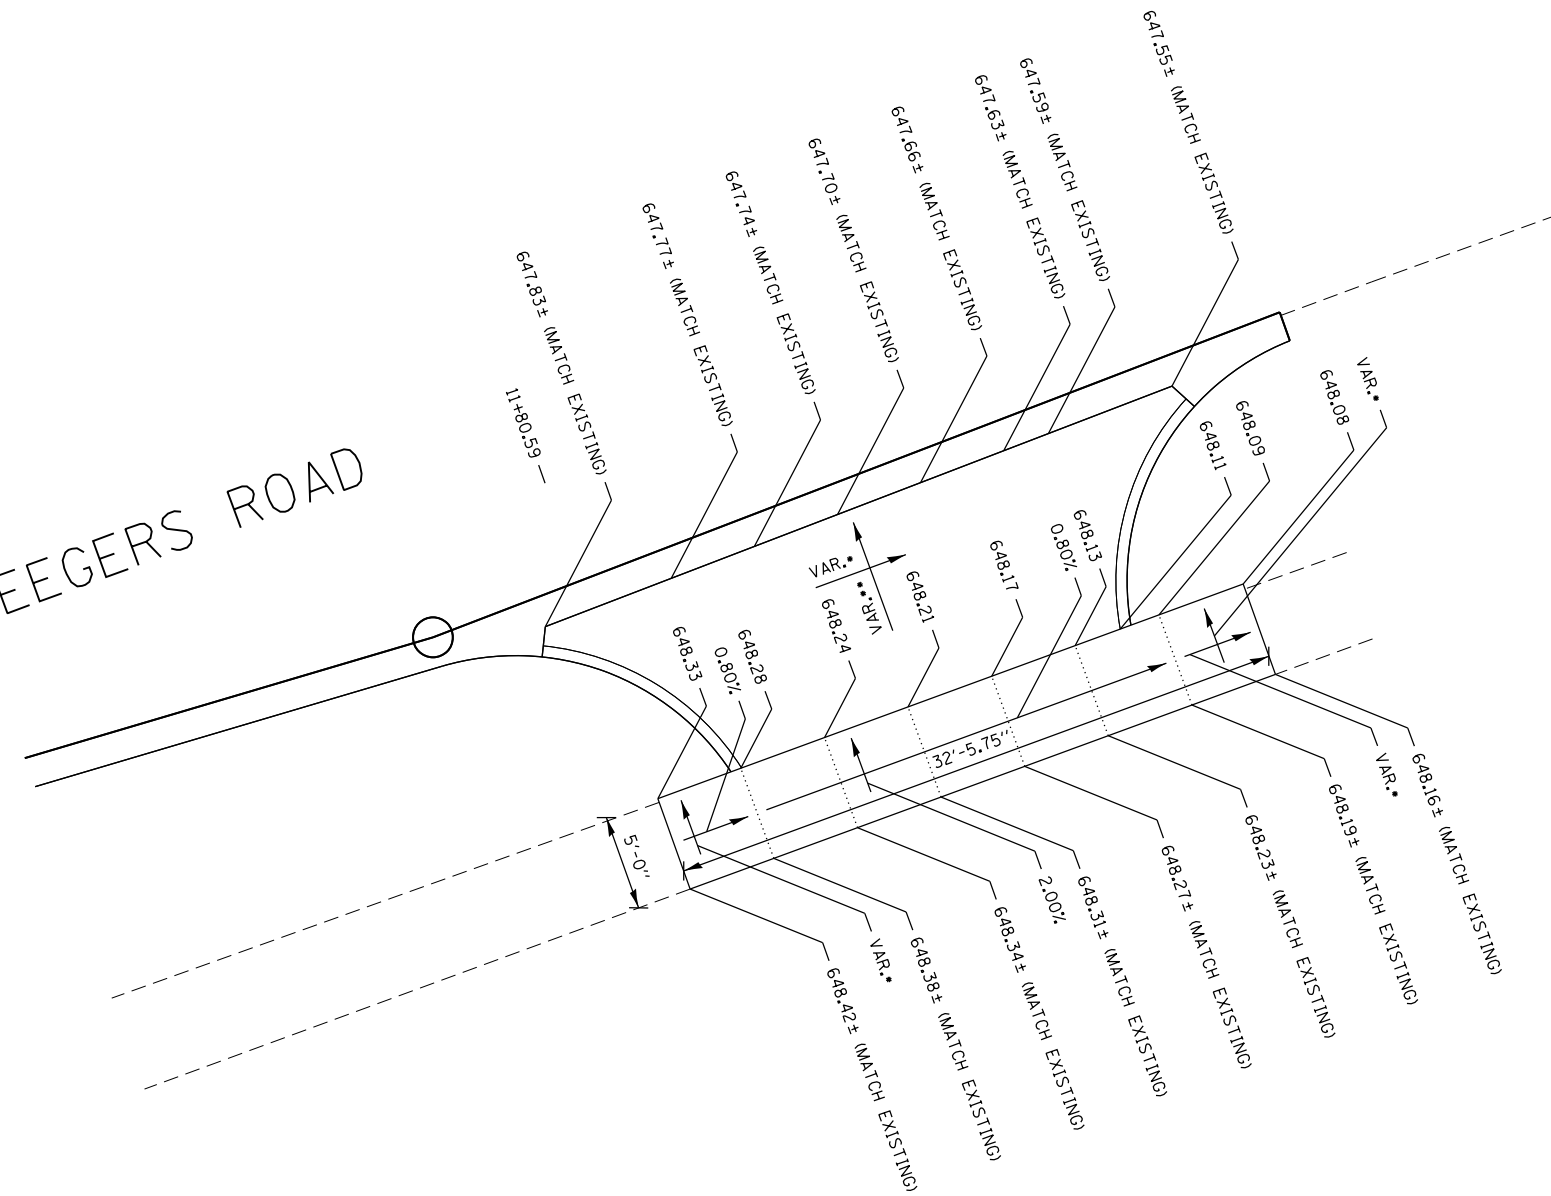 647.55± (MATCH EXISTING)
647.59± (MATCH EXISTING)
647.63± (MATCH EXISTING)
647.66± (MATCH EXISTING)
647.70± (MATCH EXISTING)
647.74± (MATCH EXISTING)
647.77± (MATCH EXISTING)
647.83± (MATCH EXISTING)
11+80.59
EEGERS ROAD
VAR.*
648.08
648.09
648.11
648.13
0.80%
648.17
648.21
VAR.*
VAR.**
648.24
648.28
0.80%
648.33
32'-5.75"
5'-0"
VAR.*
648.16± (MATCH EXISTING)
648.19± (MATCH EXISTING)
648.23± (MATCH EXISTING)
648.27± (MATCH EXISTING)
648.31± (MATCH EXISTING)
2.00%
648.34± (MATCH EXISTING)
648.38± (MATCH EXISTING)
VAR.*
648.42± (MATCH EXISTING)